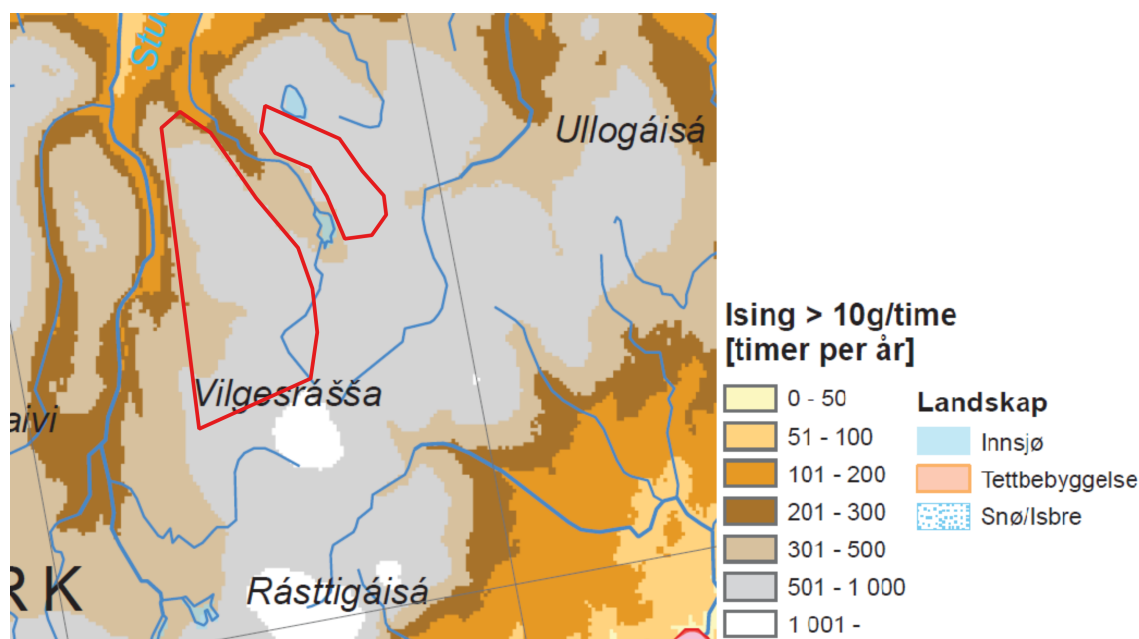 Stu
Ullogáisá
Vilgesrášša
aivi
Rásttigáisá
RK
Ising > 10g/time
[timer per år]
0 - 50
51 - 100
101 - 200
201 - 300
301 - 500
501 - 1 000
1 001 -
Landskap
Innsjø
Tettbebyggelse
Snø/Isbre